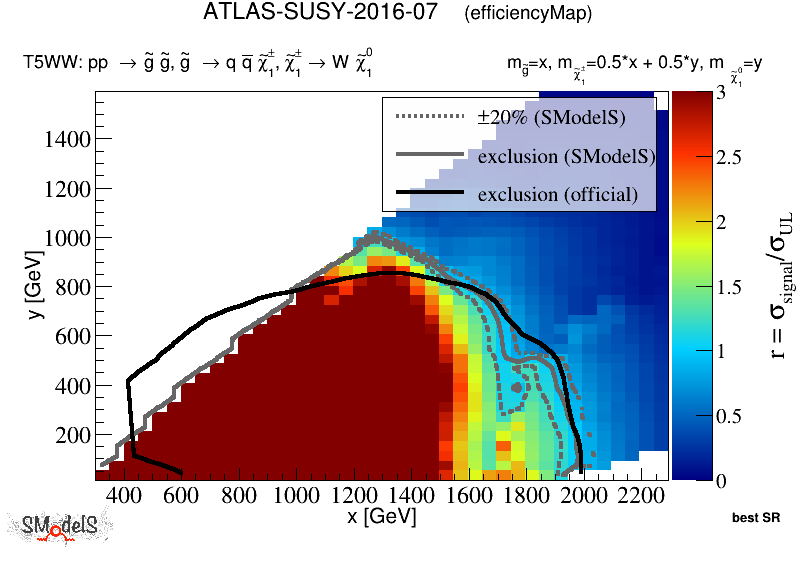 ATLAS-SUSY-2016-07 (efficiencyMap)
T5WW: pp → g̃ g̃, g̃ → q q̅ χ̃₁±, χ̃₁± → W χ̃₁⁰ m_g̃=x, m_χ̃₁±=0.5*x + 0.5*y, m_χ̃₁⁰=y
±20% (SModelS)
exclusion (SModelS)
exclusion (official)
y [GeV]
1400
1200
1000
800
600
400
200
400 600 800 1000 1200 1400 1600 1800 2000 2200
x [GeV]
3
2.5
2
1.5
1
0.5
0
r = σ_signal/σ_UL
SModelS
best SR